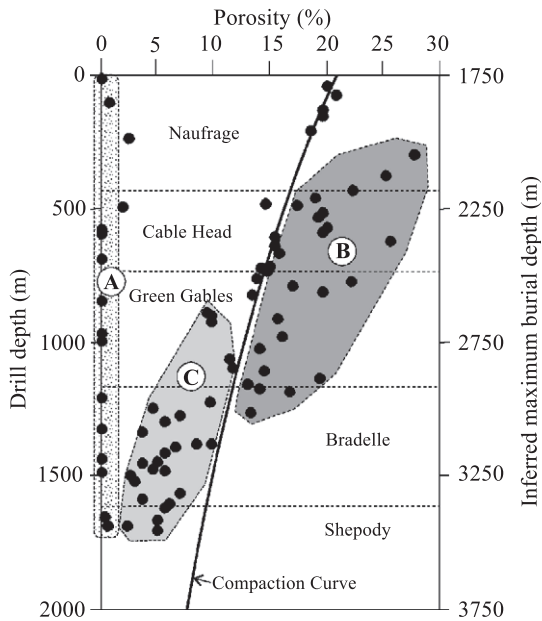 Porosity (%)
0 5 10 15 20 25 30
0 1750
Naufrage
500 2250
Cable Head
B
A
Green Gables
1000 2750
C
Bradelle
1500 3250
Shepody
Compaction Curve
2000 3750
Drill depth (m)
Inferred maximum burial depth (m)